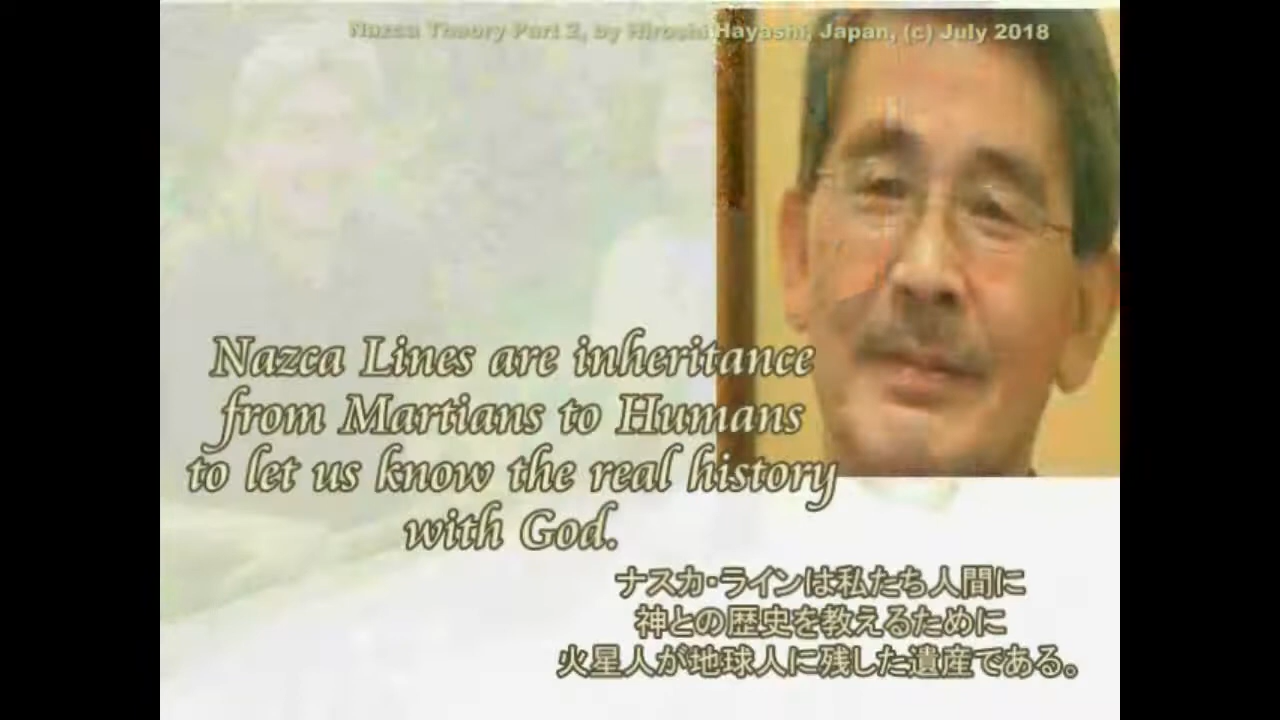 Nazca Theory Part 2, by Hiroshi Hayashi, Japan, (c) July 2018
Nazca Lines are inheritance
from Martians to Humans
to let us know the real history
with God.
ナスカ・ラインは私たち人間に
神との歴史を教えるために
火星人が地球人に残した遺産である。